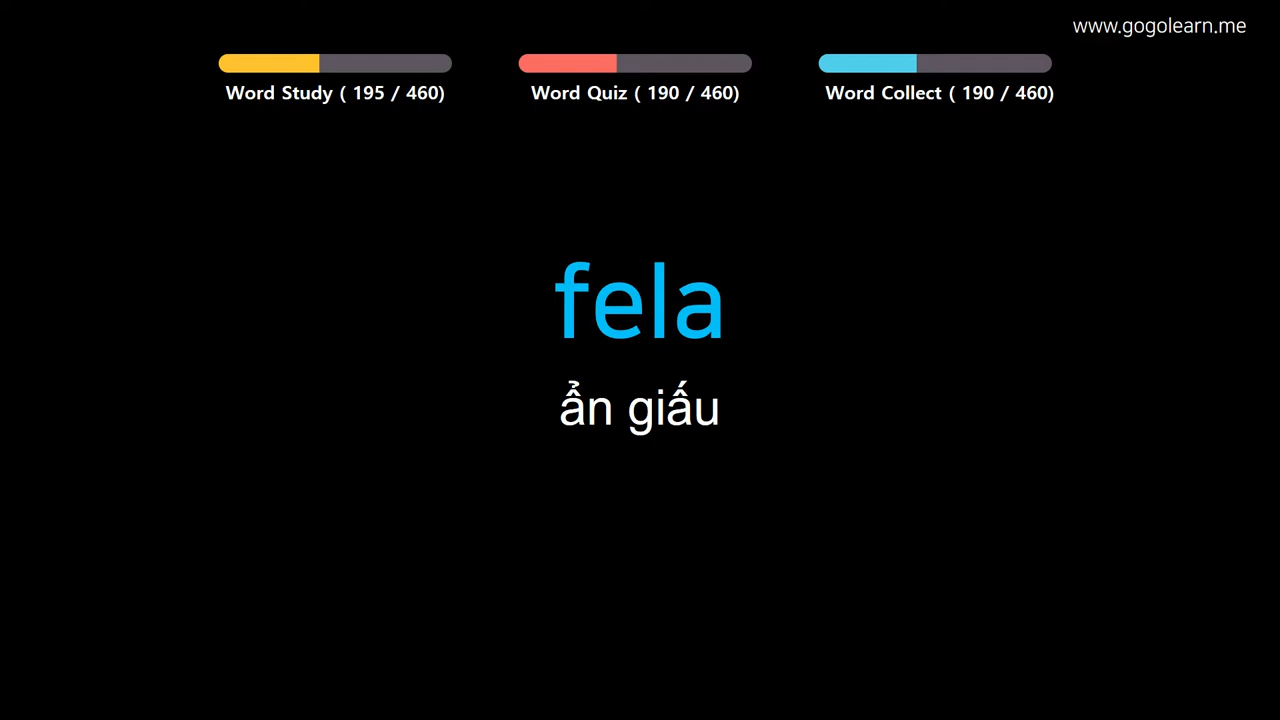 www.gogolearn.me
Word Study ( 195 / 460)
Word Quiz ( 190 / 460)
Word Collect ( 190 / 460)
fela
ẩn giấu